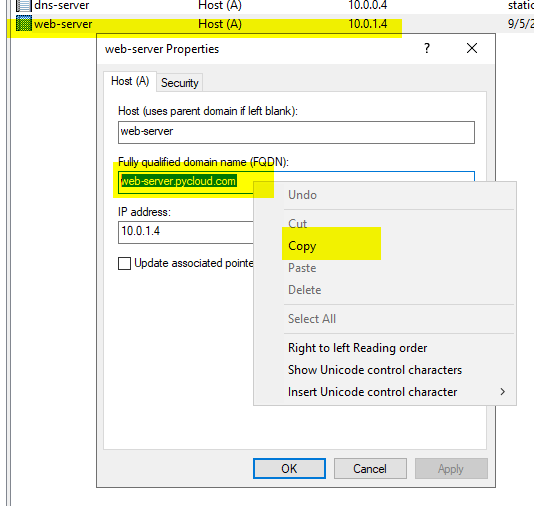 dns-server Host (A) 10.0.0.4 static
web-server Host (A) 10.0.1.4 9/5/2
web-server Properties ? ×
Host (A) Security
Host (uses parent domain if left blank):
web-server
Fully qualified domain name (FQDN):
web-server.pycloud.com
IP address:
10.0.1.4
Update associated pointe
Undo
Cut
Copy
Paste
Delete
Select All
Right to left Reading order
Show Unicode control characters
Insert Unicode control character >
OK Cancel Apply